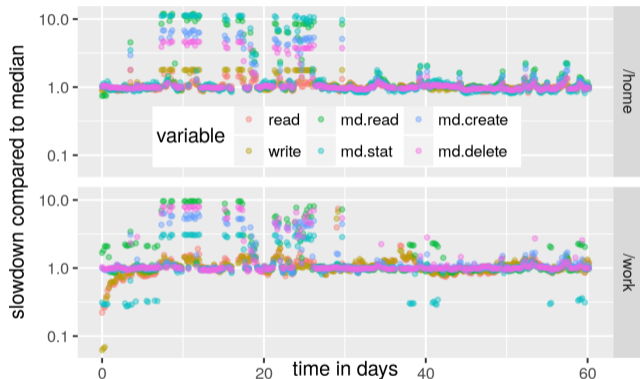 slowdown compared to median
10.0
1.0
0.1
/home
variable
read
md.read
md.create
write
md.stat
md.delete
10.0
1.0
0.1
/work
0
20
40
60
time in days